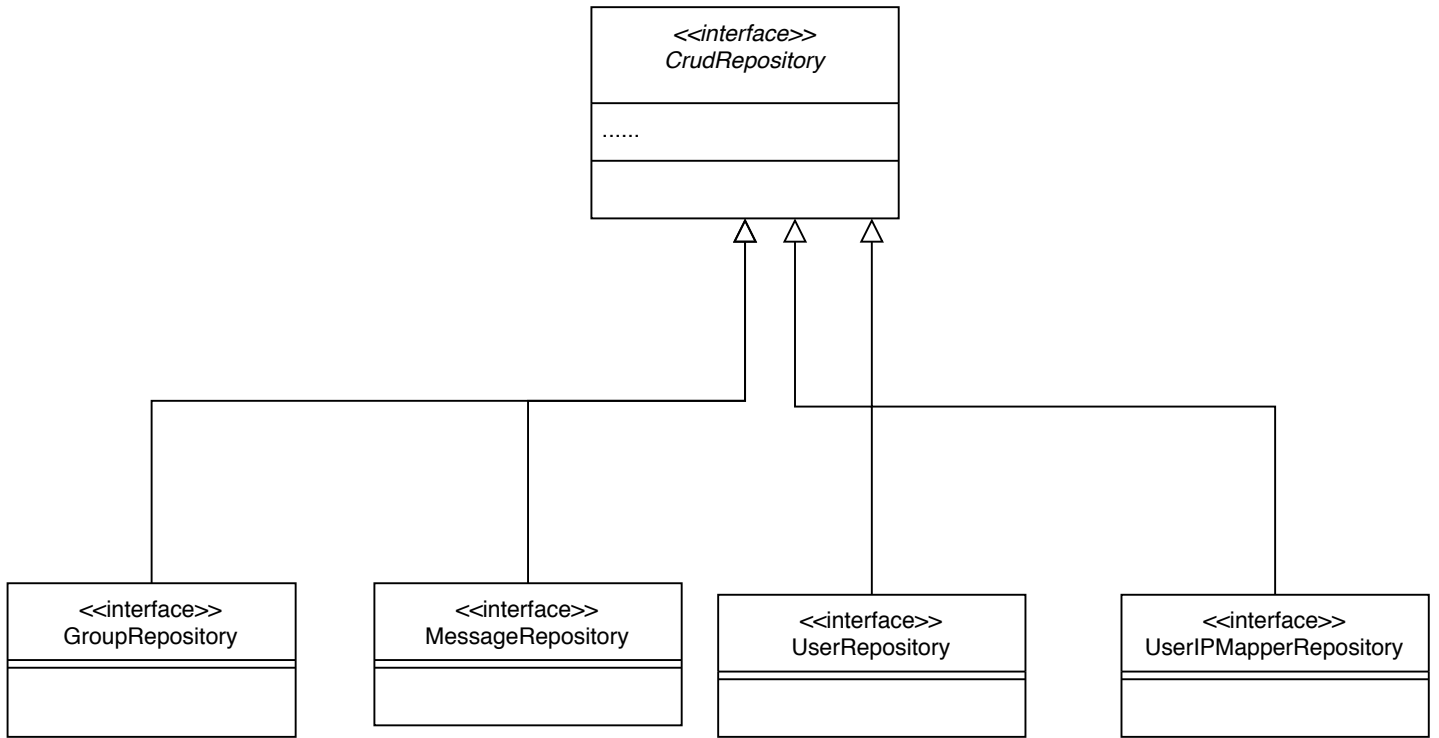 <<interface>>
CrudRepository
......
<<interface>>
GroupRepository
<<interface>>
MessageRepository
<<interface>>
UserRepository
<<interface>>
UserIPMapperRepository